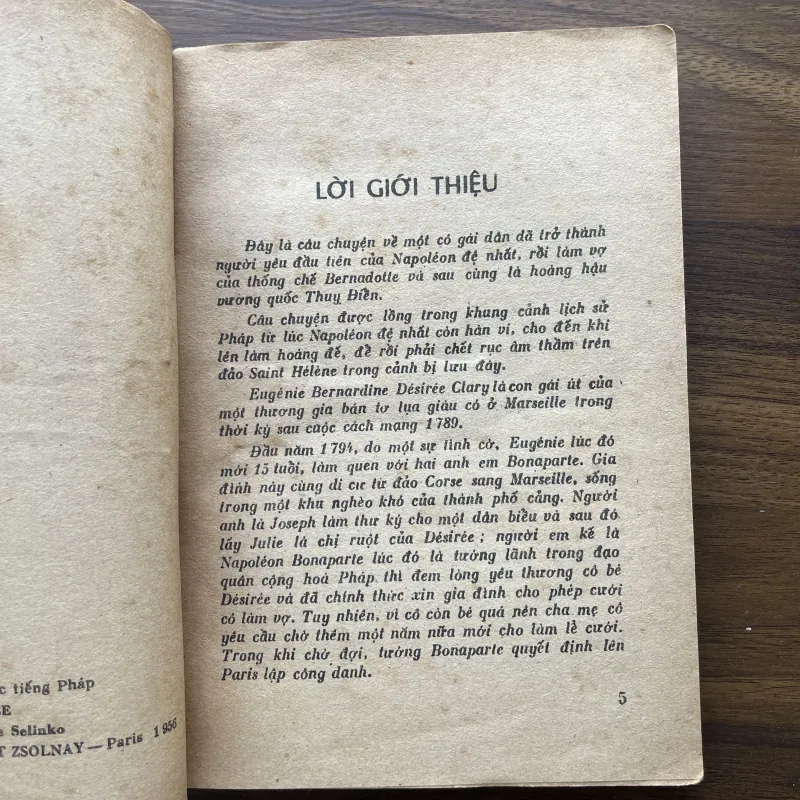 c tiếng Pháp
E
a Selinko
T ZSOLNAY — Paris 1956
LỜI GIỚI THIỆU
Đây là câu chuyện về một có gái dân dã trở thành
người yêu đầu tiên của Napoléon đệ nhất, rồi làm vợ
của thống chế Bernadotte và sau cùng là hoàng hậu
vương quốc Thuỵ Điển.
Câu chuyện được lồng trong khung cảnh lịch sử
Pháp từ lúc Napoléon đệ nhất còn hàn vi, cho đến khi
lên làm hoàng đế, để rồi phải chết rục âm thầm trên
đảo Saint Hélène trong cảnh bị lưu đày.
Eugénie Bernardine Désirée Clary là con gái út của
một thương gia bán tơ lụa giàu có ở Marseille trong
thời kỳ sau cuộc cách mạng 1789.
Đầu năm 1794, do một sự tình cờ, Eugénie lúc đó
mới 15 tuổi, làm quen với hai anh em Bonaparte. Gia
đình này cùng di cư từ đảo Corse sang Marseille, sống
trong một khu nghèo khó của thành phố cảng. Người
anh là Joseph làm thư ký cho một dân biểu và sau đó
lấy Julie là chị ruột của Désirée ; người em kế là
Napoléon Bonaparte lúc đó là tướng lãnh trong đạo
quân cộng hoà Pháp thì đem lòng yêu thương cô bé
Désirée và đã chính thức xin gia đình cho phép cưới
cô làm vợ. Tuy nhiên, vì cô còn bé quá nên cha mẹ cô
yêu cầu chờ thêm một năm nữa mới cho làm lễ cưới.
Trong khi chờ đợi, tướng Bonaparte quyết định lên
Paris lập công danh.
5